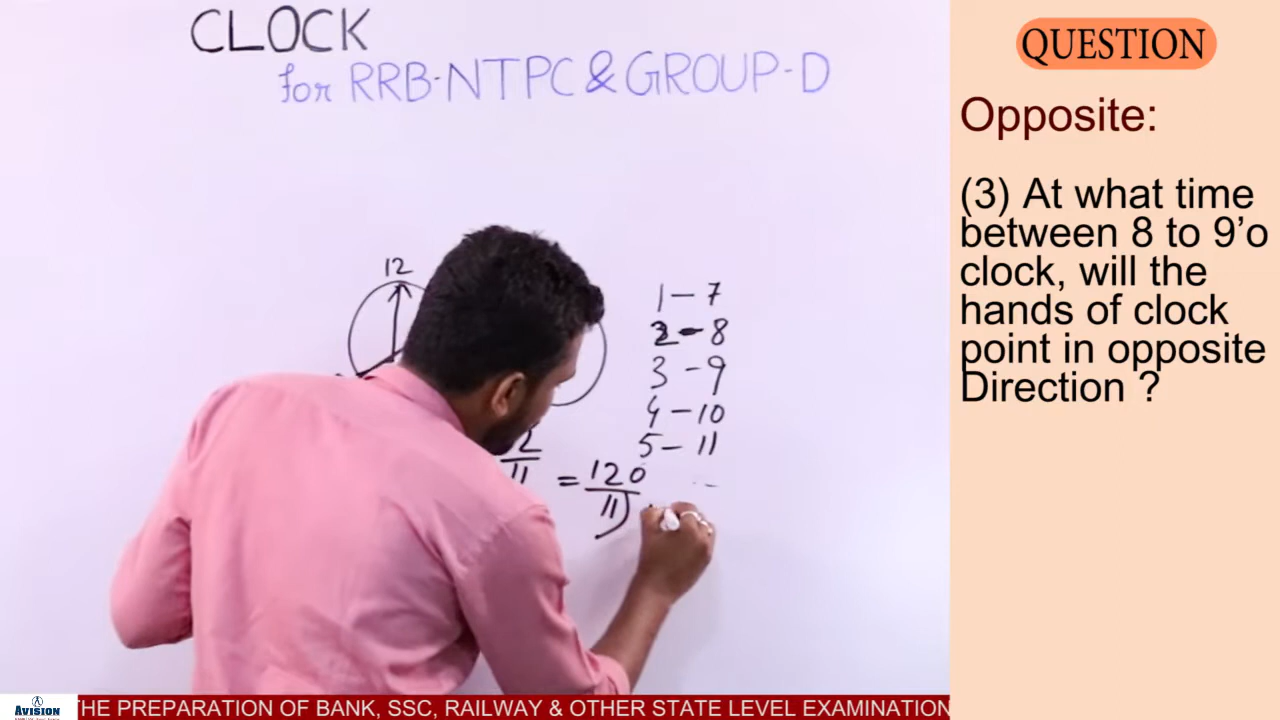 CLOCK
for RRB-NTPC & GROUP-D
12
1 - 7
2 - 8
3 - 9
4 - 10
5 - 11
= 120
11
11
QUESTION
Opposite:
(3) At what time
between 8 to 9’o
clock, will the
hands of clock
point in opposite
Direction ?
AVISION
THE PREPARATION OF BANK, SSC, RAILWAY & OTHER STATE LEVEL EXAMINATION